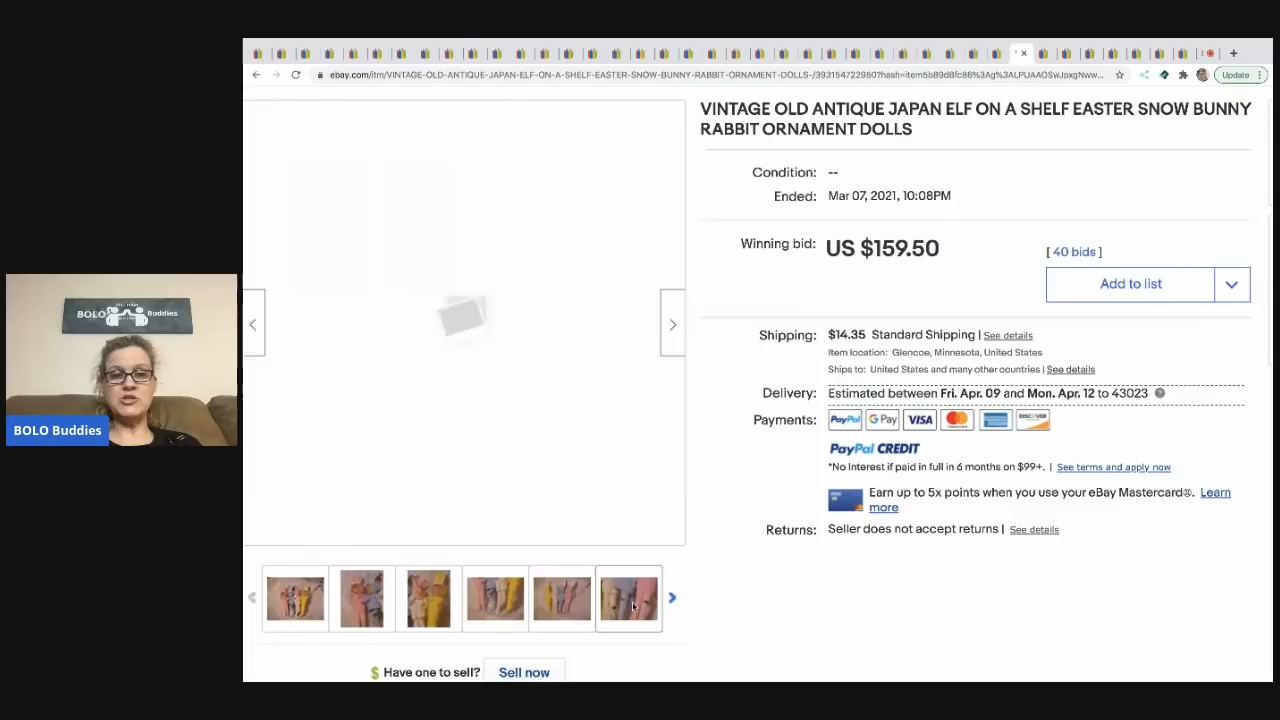 ebay.com/itm/VINTAGE-OLD-ANTIQUE-JAPAN-ELF-ON-A-SHELF-EASTER-SNOW-BUNNY-RABBIT-ORNAMENT-DOLLS-/393154722950?hash=item5b89d8fc86%3Ag%3ALPUAAOSwJpxgNww...
Update
VINTAGE OLD ANTIQUE JAPAN ELF ON A SHELF EASTER SNOW BUNNY
RABBIT ORNAMENT DOLLS
Condition: --
Ended: Mar 07, 2021, 10:08PM
Winning bid: US $159.50 [ 40 bids ]
Add to list
Shipping: $14.35 Standard Shipping | See details
Item location: Glencoe, Minnesota, United States
Ships to: United States and many other countries | See details
Delivery: Estimated between Fri. Apr. 09 and Mon. Apr. 12 to 43023
Payments: PayPal G Pay VISA DISCOVER
PayPal CREDIT
*No Interest if paid in full in 6 months on $99+. | See terms and apply now
Earn up to 5x points when you use your eBay Mastercard®. Learn
more
Returns: Seller does not accept returns | See details
$ Have one to sell? Sell now
BOLO Buddies
BOLO Buddies